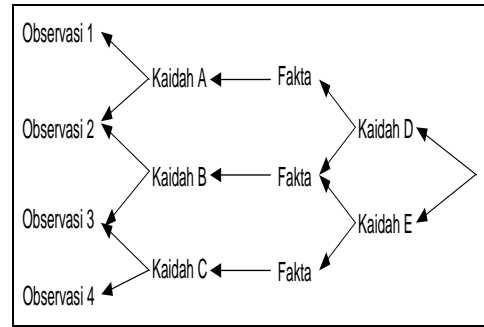 Observasi 1
Kaidah A
Fakta
Observasi 2
Kaidah D
Kaidah B
Fakta
Observasi 3
Kaidah E
Kaidah C
Fakta
Observasi 4